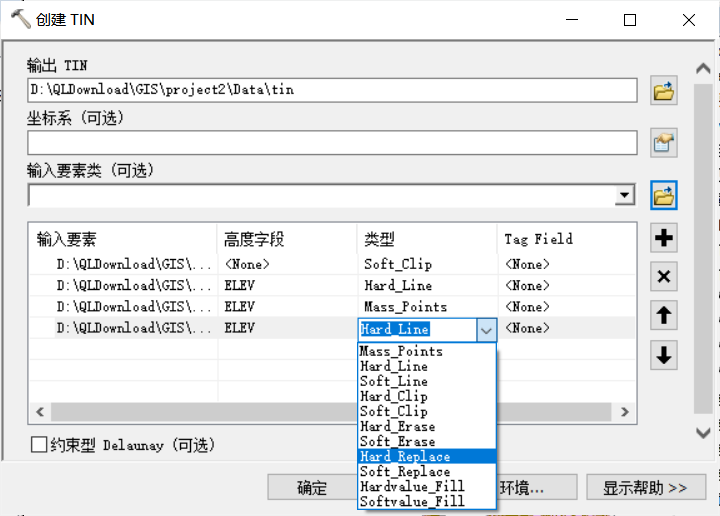 创建 TIN
输出 TIN
D:\QLDownload\GIS\project2\Data\tin
坐标系 (可选)
输入要素类 (可选)
输入要素 高度字段 类型 Tag Field
D:\QLDownload\GIS\... <None> Soft_Clip <None>
D:\QLDownload\GIS\... ELEV Hard_Line <None>
D:\QLDownload\GIS\... ELEV Mass_Points <None>
D:\QLDownload\GIS\... ELEV Hard_Line <None>
Mass_Points
Hard_Line
Soft_Line
Hard_Clip
Soft_Clip
Hard_Erase
Soft_Erase
Hard_Replace
Soft_Replace
Hardvalue_Fill
Softvalue_Fill
约束型 Delaunay (可选)
确定 环境... 显示帮助 >>